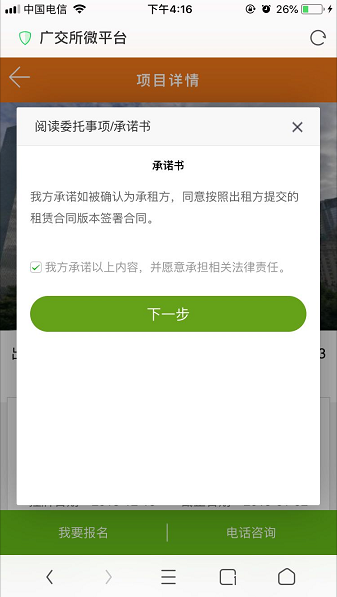 中国电信
下午4:16
26%
广交所微平台
项目详情
阅读委托事项/承诺书
承诺书
我方承诺如被确认为承租方，同意按照出租方提交的
租赁合同版本签署合同。
我方承诺以上内容，并愿意承担相关法律责任。
下一步
3
我要报名
电话咨询
1